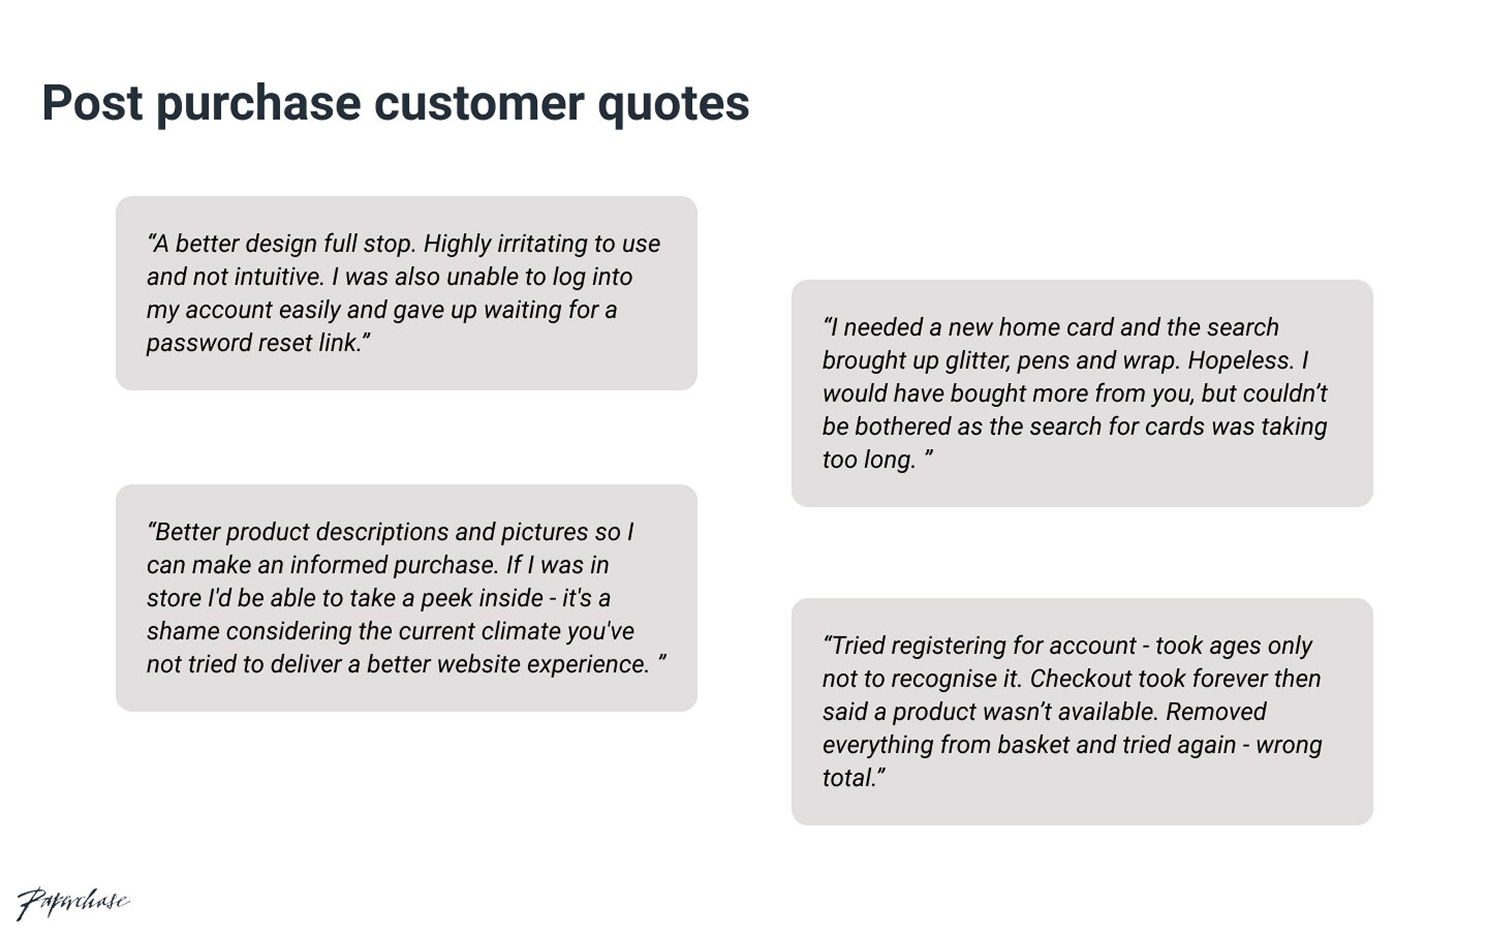 Post purchase customer quotes
“A better design full stop. Highly irritating to use
and not intuitive. I was also unable to log into
my account easily and gave up waiting for a
password reset link.”
“I needed a new home card and the search
brought up glitter, pens and wrap. Hopeless. I
would have bought more from you, but couldn’t
be bothered as the search for cards was taking
too long. ”
“Better product descriptions and pictures so I
can make an informed purchase. If I was in
store I'd be able to take a peek inside - it's a
shame considering the current climate you've
not tried to deliver a better website experience. ”
“Tried registering for account - took ages only
not to recognise it. Checkout took forever then
said a product wasn’t available. Removed
everything from basket and tried again - wrong
total.”
Paperchase